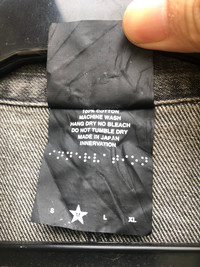 100% COTTON
MACHINE WASH
HANG DRY NO BLEACH
DO NOT TUMBLE DRY
MADE IN JAPAN
INNERVATION
S L XL